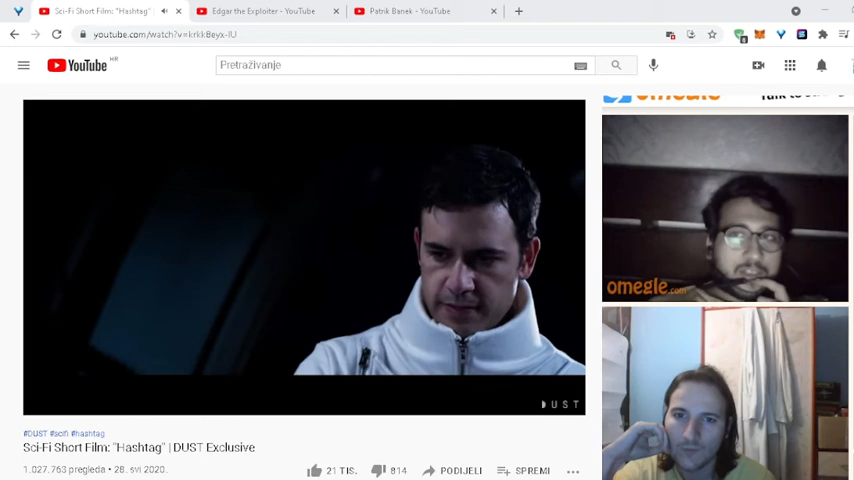 Sci-Fi Short Film: "Hashtag" |
Edgar the Exploiter - YouTube
Patrik Banek - YouTube
youtube.com/watch?v=krkkBeyx-IU
YouTube HR
Pretraživanje
omegle
Talk to
DUST
omegle.com
#DUST #scifi #hashtag
Sci-Fi Short Film: "Hashtag" | DUST Exclusive
1.027.763 pregleda • 28. svi 2020.
21 TIS.
814
PODIJELI
SPREMI